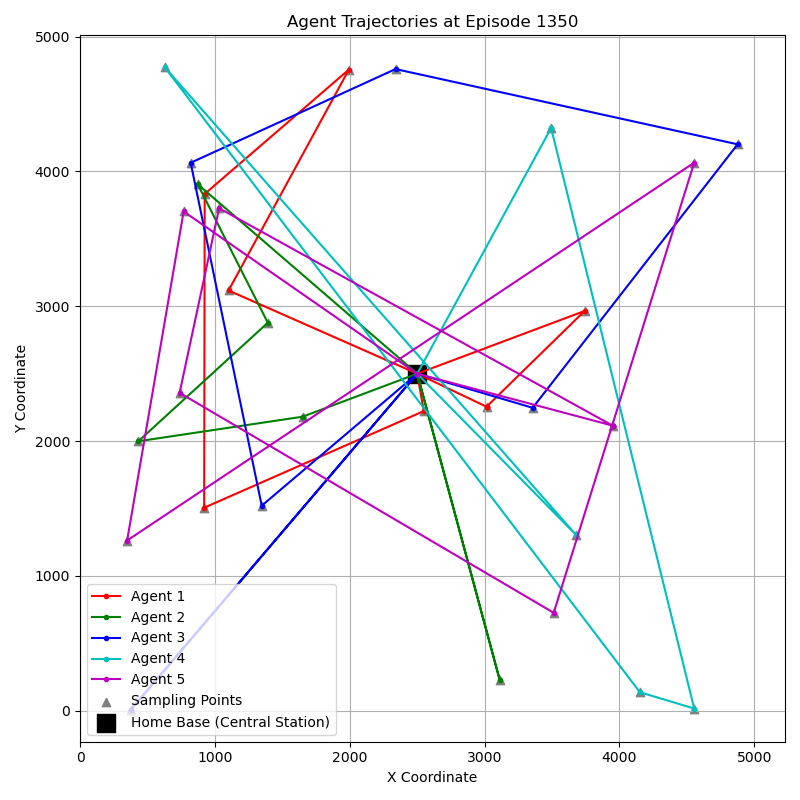 Agent Trajectories at Episode 1350
5000
4000
3000
2000
1000
0
Y Coordinate
Agent 1
Agent 2
Agent 3
Agent 4
Agent 5
Sampling Points
Home Base (Central Station)
0 1000 2000 3000 4000 5000
X Coordinate